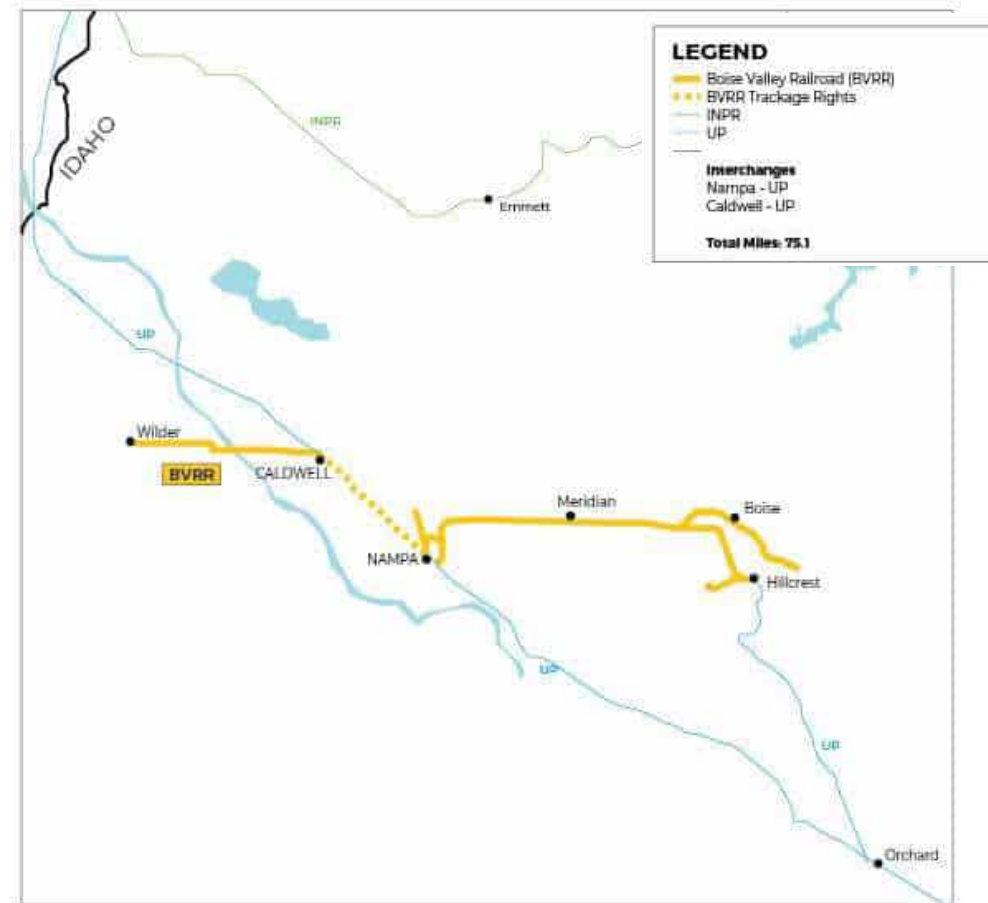 LEGEND
Boise Valley Railroad (BVRR)
BVRR Trackage Rights
INPR
UP
Interchanges
Nampa - UP
Caldwell - UP
Total Miles: 75.1
IDAHO
INPR
Emmett
UP
Wilder
BVRR
CALDWELL
Meridian
Boise
NAMPA
Hillcrest
UP
UP
Orchard